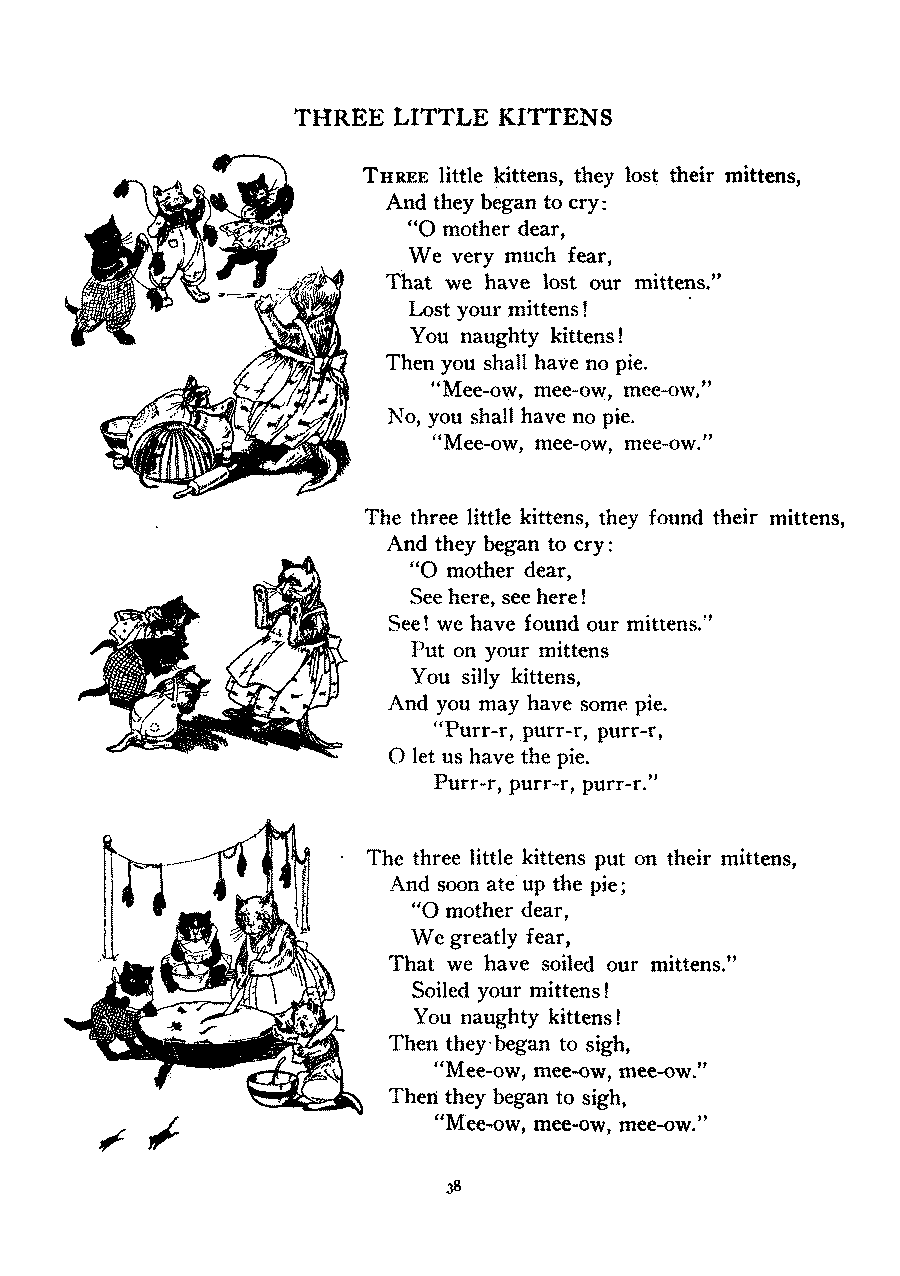 THREE LITTLE KITTENS
THREE little kittens, they lost their mittens,
And they began to cry:
“O mother dear,
We very much fear,
That we have lost our mittens.”
Lost your mittens!
You naughty kittens!
Then you shall have no pie.
“Mee-ow, mee-ow, mee-ow.”
No, you shall have no pie.
“Mee-ow, mee-ow, mee-ow.”
The three little kittens, they found their mittens,
And they began to cry:
“O mother dear,
See here, see here!
See! we have found our mittens.”
Put on your mittens
You silly kittens,
And you may have some pie.
“Purr-r, purr-r, purr-r,
O let us have the pie.
Purr-r, purr-r, purr-r.”
The three little kittens put on their mittens,
And soon ate up the pie;
“O mother dear,
We greatly fear,
That we have soiled our mittens.”
Soiled your mittens!
You naughty kittens!
Then they began to sigh,
“Mee-ow, mee-ow, mee-ow.”
Then they began to sigh,
“Mee-ow, mee-ow, mee-ow.”
38